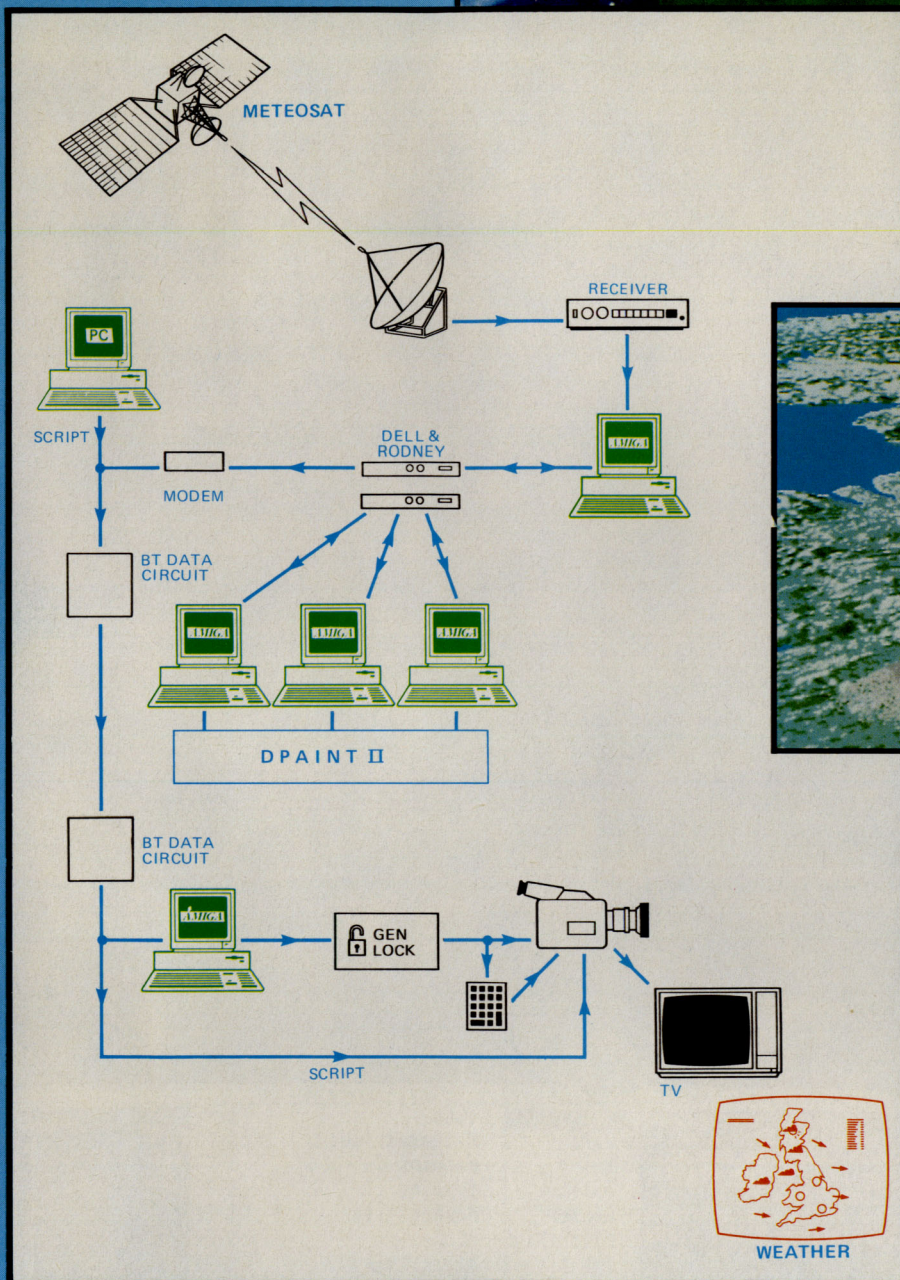 METEOSAT
RECEIVER
PC
SCRIPT
DELL &
RODNEY
AMIGA
MODEM
BT DATA
CIRCUIT
AMIGA
AMIGA
AMIGA
DPAINT II
BT DATA
CIRCUIT
AMIGA
GEN
LOCK
SCRIPT
TV
WEATHER